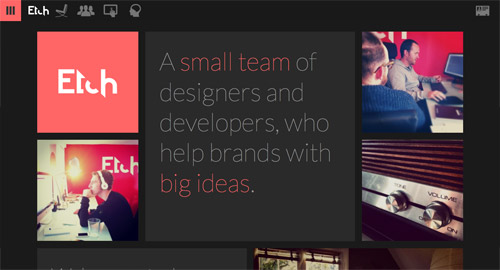 Etch
Etch
A small team of
designers and
developers, who
help brands with
big ideas.
Etch
TONE
VOLUME